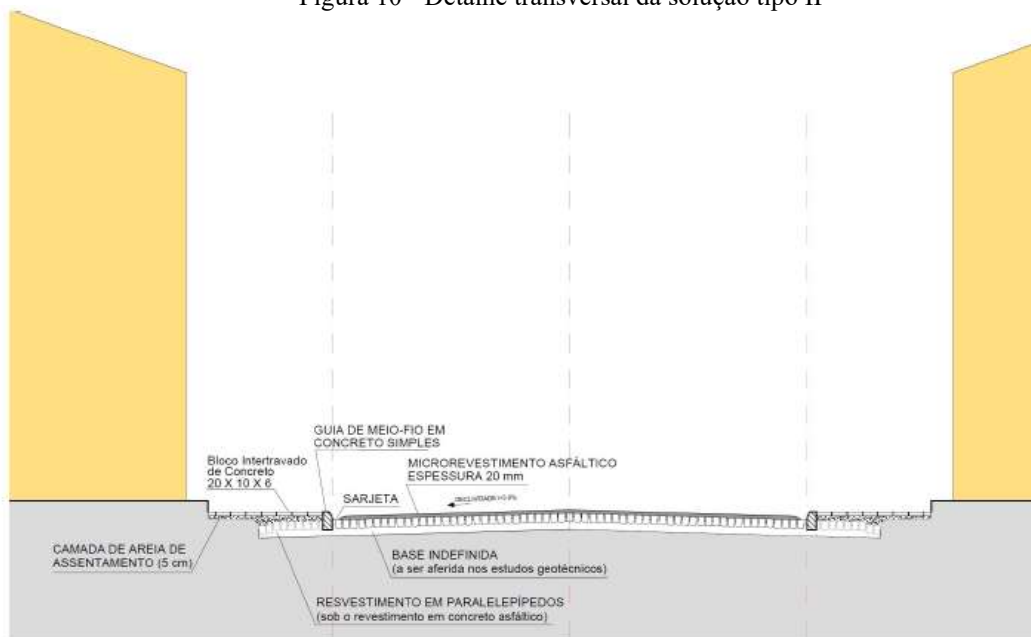 Figura 10 - Detalhe transversal da solução tipo II
GUIA DE MEIO-FIO EM
CONCRETO SIMPLES
Bloco Intertravado
de Concreto
20 X 10 X 6
MICROREVESTIMENTO ASFÁLTICO
ESPESSURA 20 mm
SARJETA
CAMADA DE AREIA DE
ASSENTAMENTO (5 cm)
BASE INDEFINIDA
(a ser aferida nos estudos geotécnicos)
RESVESTIMENTO EM PARALELEPÍPEDOS
(sob o revestimento em concreto asfáltico)